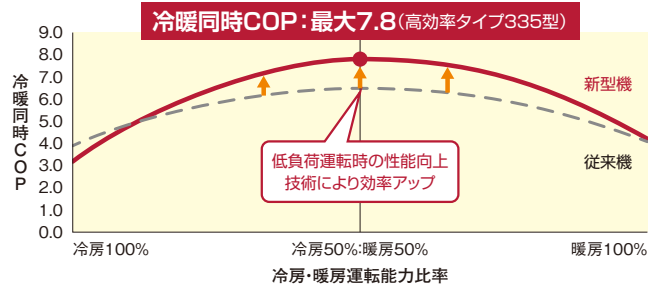 冷暖同時COP：最大7.8（高効率タイプ335型）
9.0
8.0
7.0
6.0
5.0
4.0
3.0
2.0
1.0
0.0
冷暖同時COP
新型機
従来機
低負荷運転時の性能向上
技術により効率アップ
冷房100%
冷房50%:暖房50%
暖房100%
冷房・暖房運転能力比率